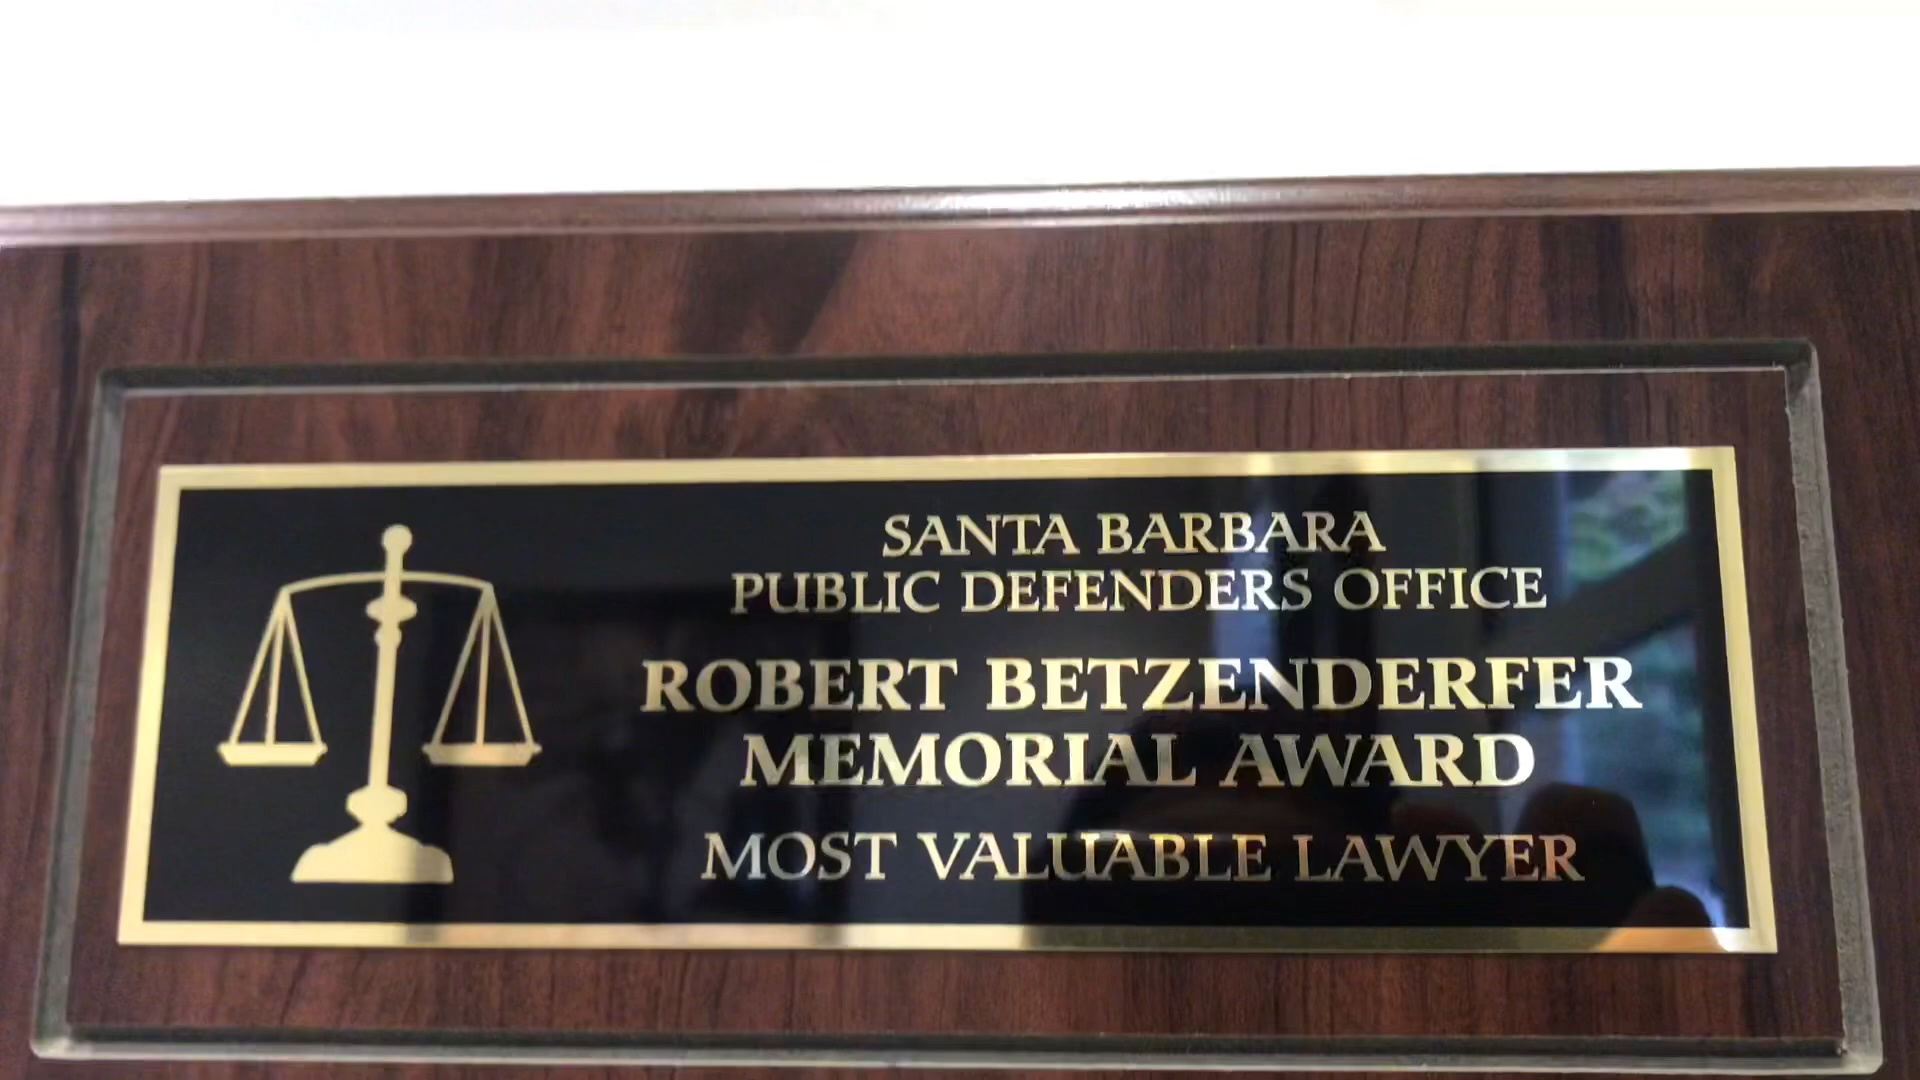 SANTA BARBARA
PUBLIC DEFENDERS OFFICE
ROBERT BETZENDERFER
MEMORIAL AWARD
MOST VALUABLE LAWYER